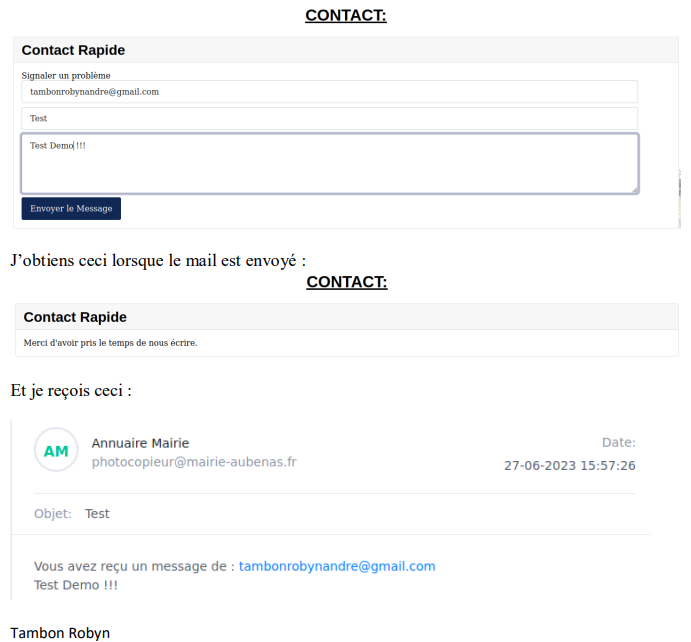 CONTACT:
Contact Rapide
Signaler un problème
tambonrobynandre@gmail.com
Test
Test Demo !!!
Envoyer le Message
J’obtiens ceci lorsque le mail est envoyé :
CONTACT:
Contact Rapide
Merci d'avoir pris le temps de nous écrire.
Et je reçois ceci :
AM
Annuaire Mairie
Date:
photocopieur@mairie-aubenas.fr
27-06-2023 15:57:26
Objet: Test
Vous avez reçu un message de : tambonrobynandre@gmail.com
Test Demo !!!
Tambon Robyn